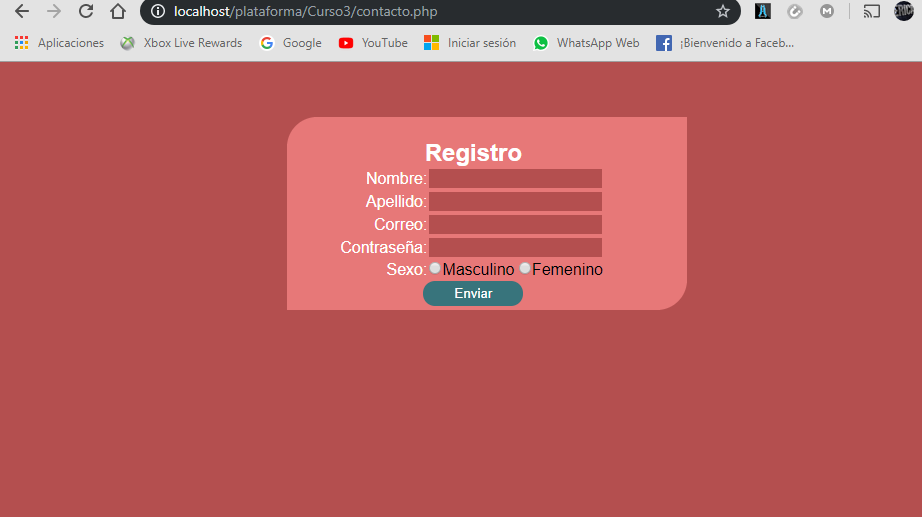 localhost/plataforma/Curso3/contacto.php
Aplicaciones Xbox Live Rewards Google YouTube Iniciar sesión WhatsApp Web ¡Bienvenido a Faceb...
Registro
Nombre:
Apellido:
Correo:
Contraseña:
Sexo: Masculino Femenino
Enviar